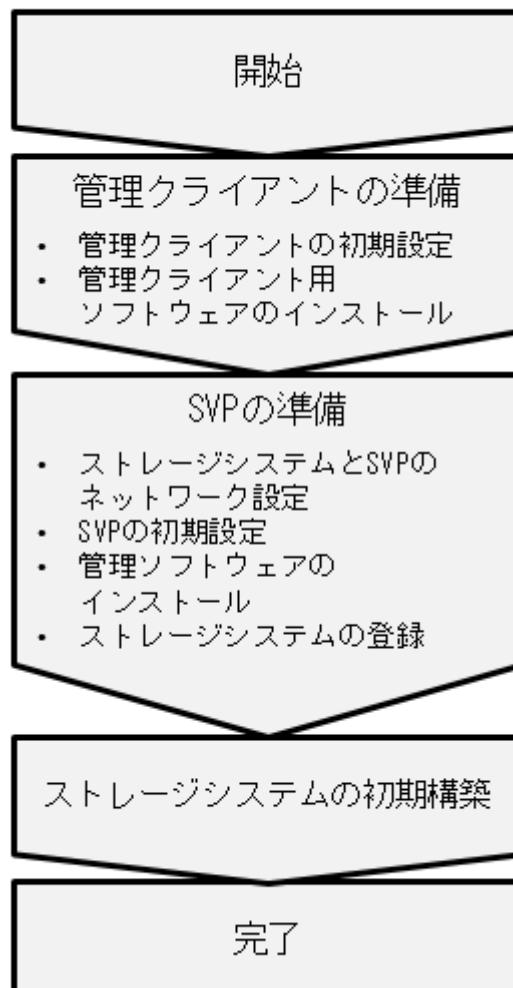 開始
管理クライアントの準備
・ 管理クライアントの初期設定
・ 管理クライアント用
ソフトウェアのインストール
SVPの準備
・ ストレージシステムとSVPの
ネットワーク設定
・ SVPの初期設定
・ 管理ソフトウェアの
インストール
・ ストレージシステムの登録
ストレージシステムの初期構築
完了